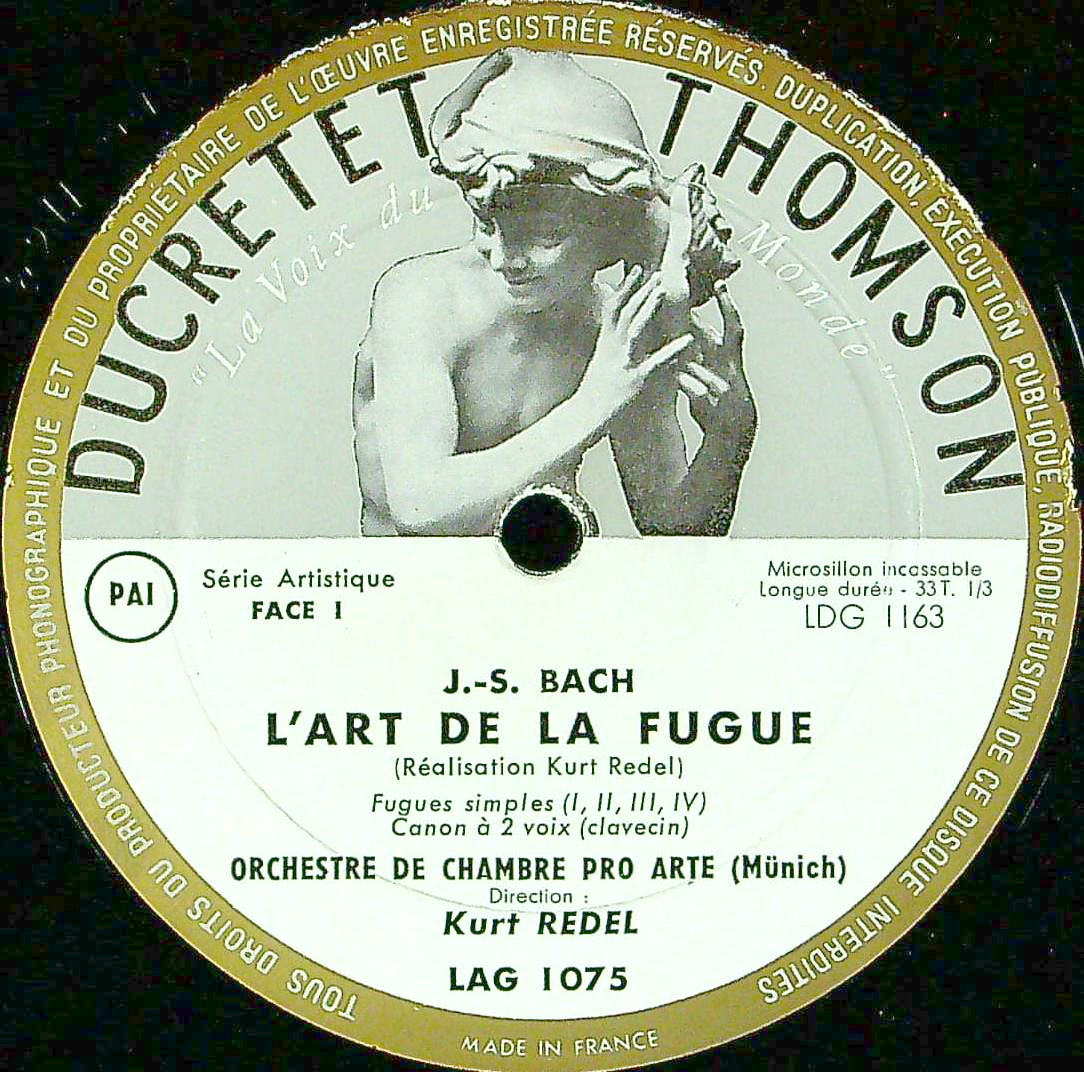 TOUS DROITS DU PRODUCTEUR PHONOGRAPHIQUE ET DU PROPRIÉTAIRE DE L'ŒUVRE ENREGISTRÉE RÉSERVÉS. DUPLICATION, EXÉCUTION PUBLIQUE, RADIODIFFUSION DE CE DISQUE INTERDITES
DUCRETET THOMSON
"La Voix du Monde"
PAI
Série Artistique
FACE 1
Microsillon incassable
Longue durée - 33 T. 1/3
LDG 1163
J.-S. BACH
L'ART DE LA FUGUE
(Réalisation Kurt Redel)
Fugues simples (I, II, III, IV)
Canon à 2 voix (clavecin)
ORCHESTRE DE CHAMBRE PRO ARTE (Münich)
Direction :
Kurt REDEL
LAG 1075
MADE IN FRANCE